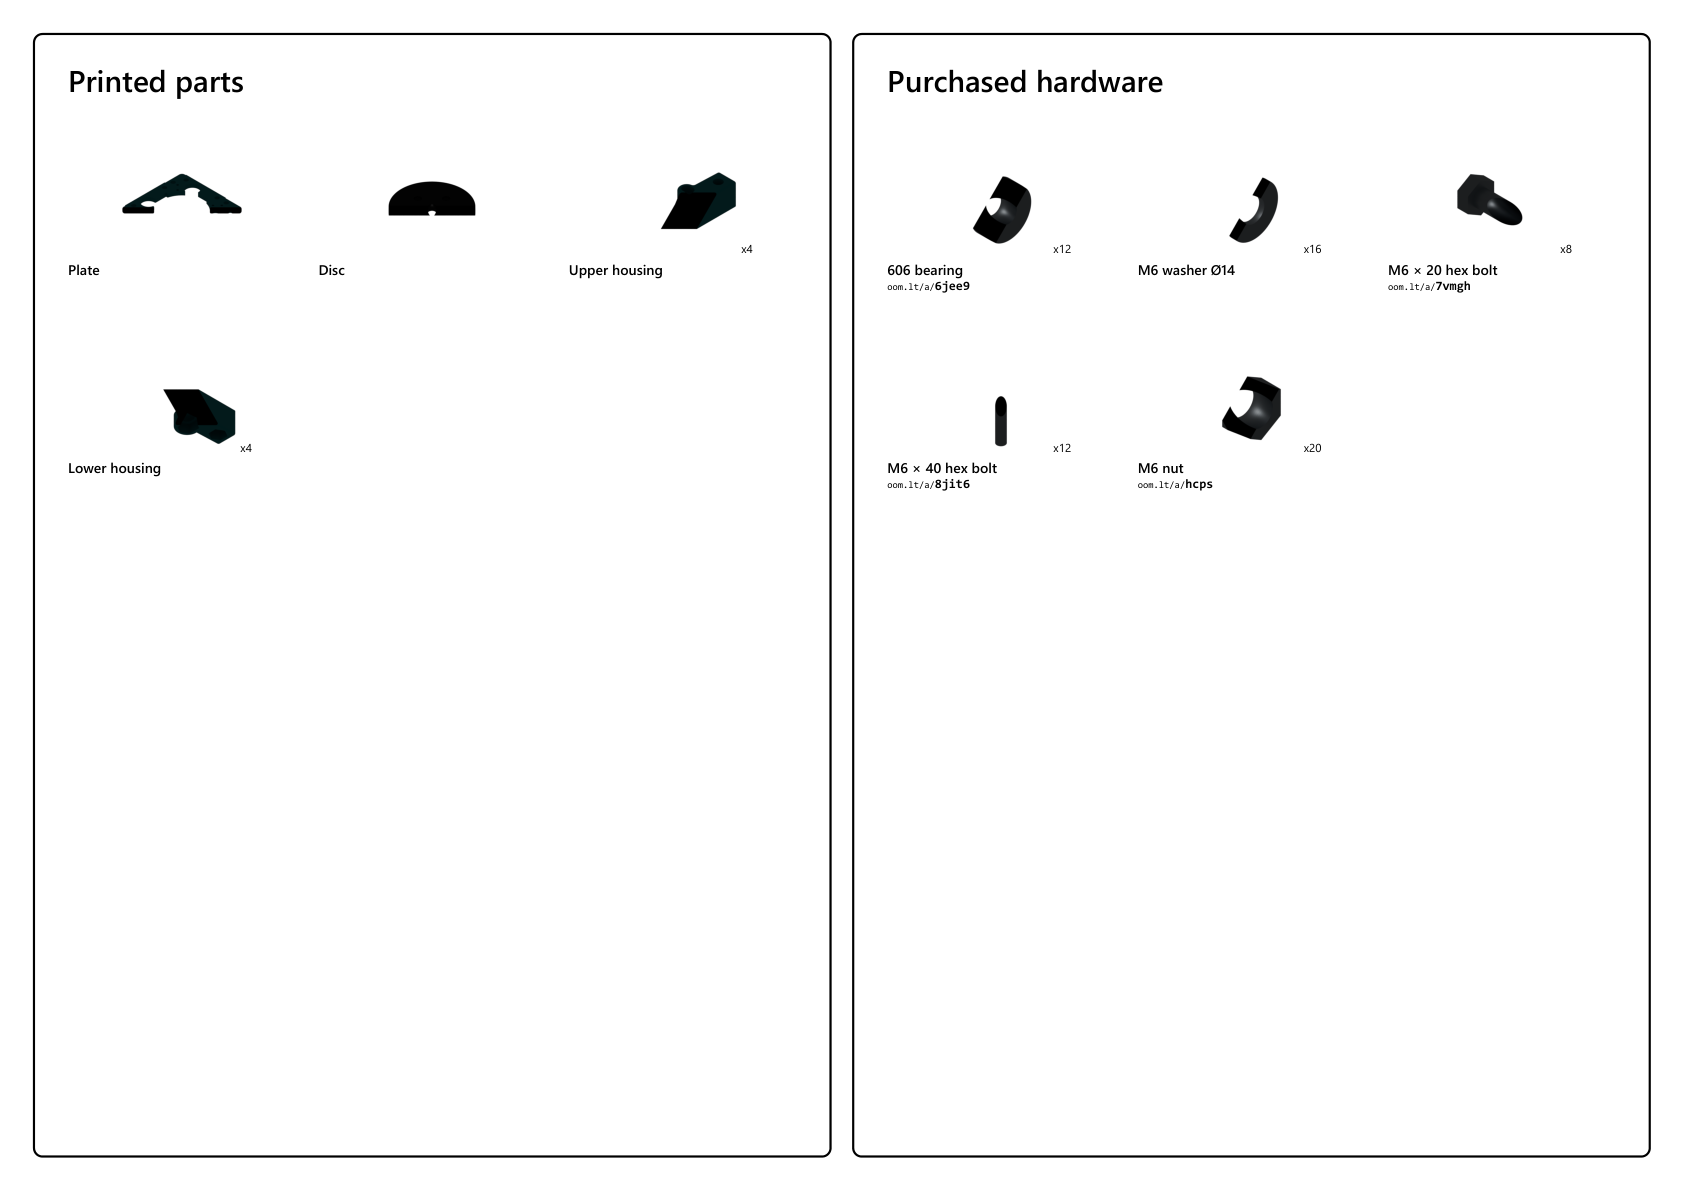 Printed parts
Plate
Disc
x4
Upper housing
x4
Lower housing
Purchased hardware
x12
606 bearing
oom.lt/a/6jee9
x16
M6 washer Ø14
x8
M6 × 20 hex bolt
oom.lt/a/7vmgh
x12
M6 × 40 hex bolt
oom.lt/a/8jit6
x20
M6 nut
oom.lt/a/hcps